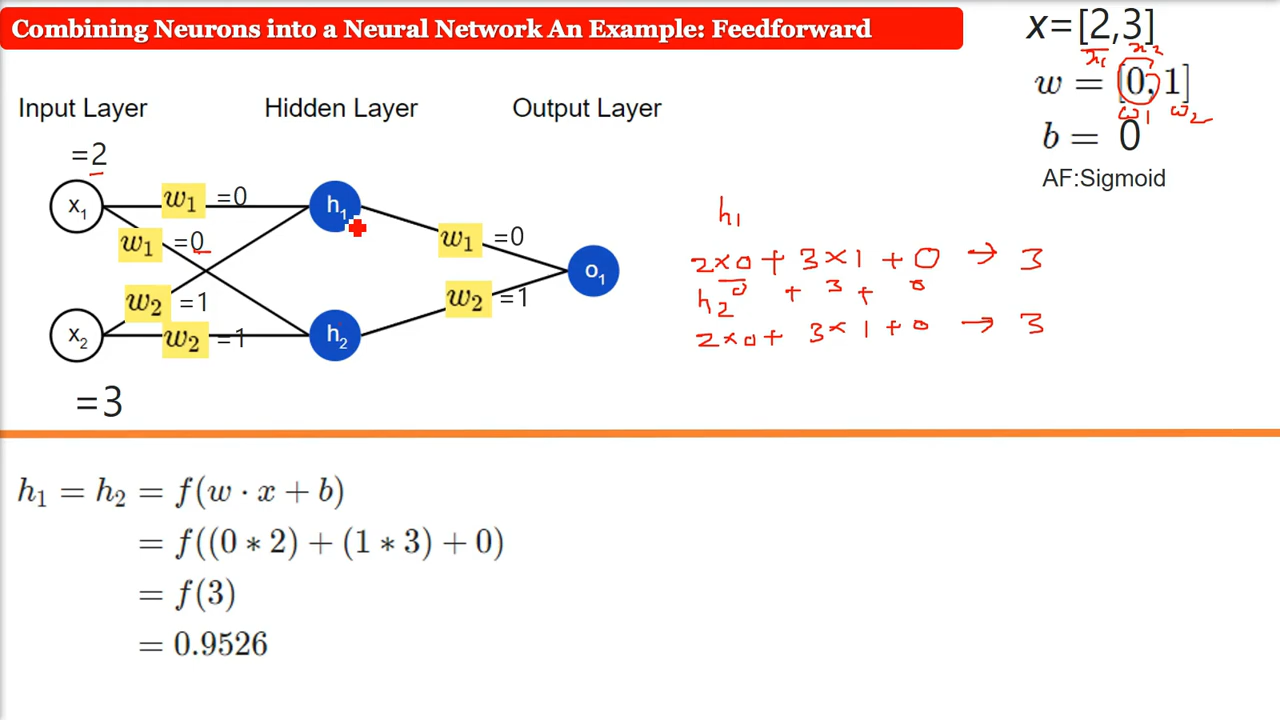 Combining Neurons into a Neural Network An Example: Feedforward
x=[2,3]
x₁ x₂
w = [0, 1]
w₁ w₂
b = 0
AF:Sigmoid
Input Layer Hidden Layer Output Layer
=2
x₁ w₁ =0 h₁
w₁ =0
w₁ =0
o₁
w₂ =1
w₂ =1
x₂ w₂ =1 h₂
=3
h₁
2×0 + 3×1 + 0 → 3
0 + 3 + 0
h₂
2×0 + 3×1 + 0 → 3
h₁ = h₂ = f(w · x + b)
= f((0 * 2) + (1 * 3) + 0)
= f(3)
= 0.9526